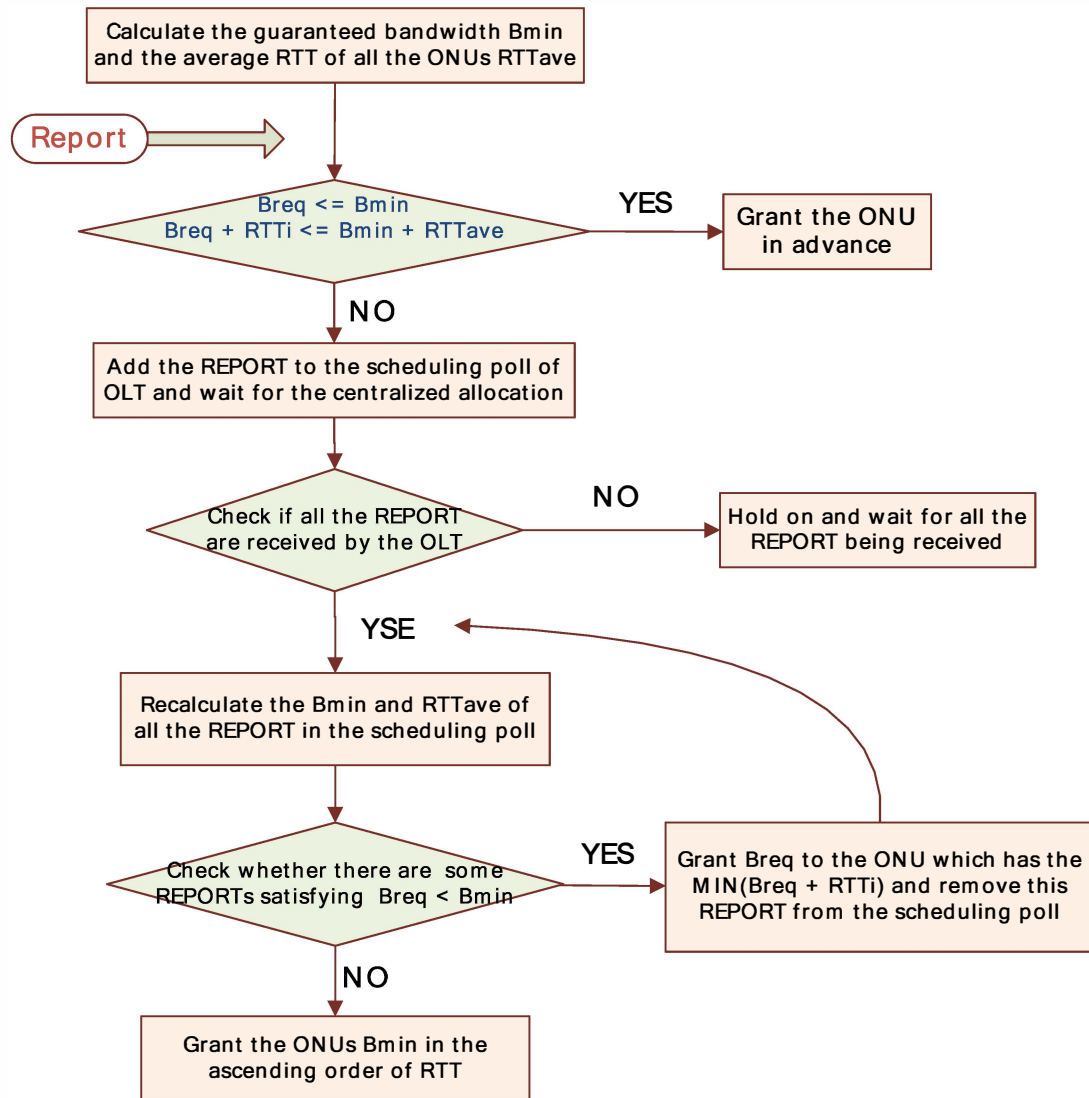 Calculate the guaranteed bandwidth Bmin
and the average RTT of all the ONUs RTTave
Report
Breq <= Bmin
Breq + RTTi <= Bmin + RTTave
YES
Grant the ONU
in advance
NO
Add the REPORT to the scheduling poll of
OLT and wait for the centralized allocation
Check if all the REPORT
are received by the OLT
NO
Hold on and wait for all the
REPORT being received
YSE
Recalculate the Bmin and RTTave of
all the REPORT in the scheduling poll
Check whether there are some
REPORTs satisfying Breq < Bmin
YES
Grant Breq to the ONU which has the
MIN(Breq + RTTi) and remove this
REPORT from the scheduling poll
NO
Grant the ONUs Bmin in the
ascending order of RTT